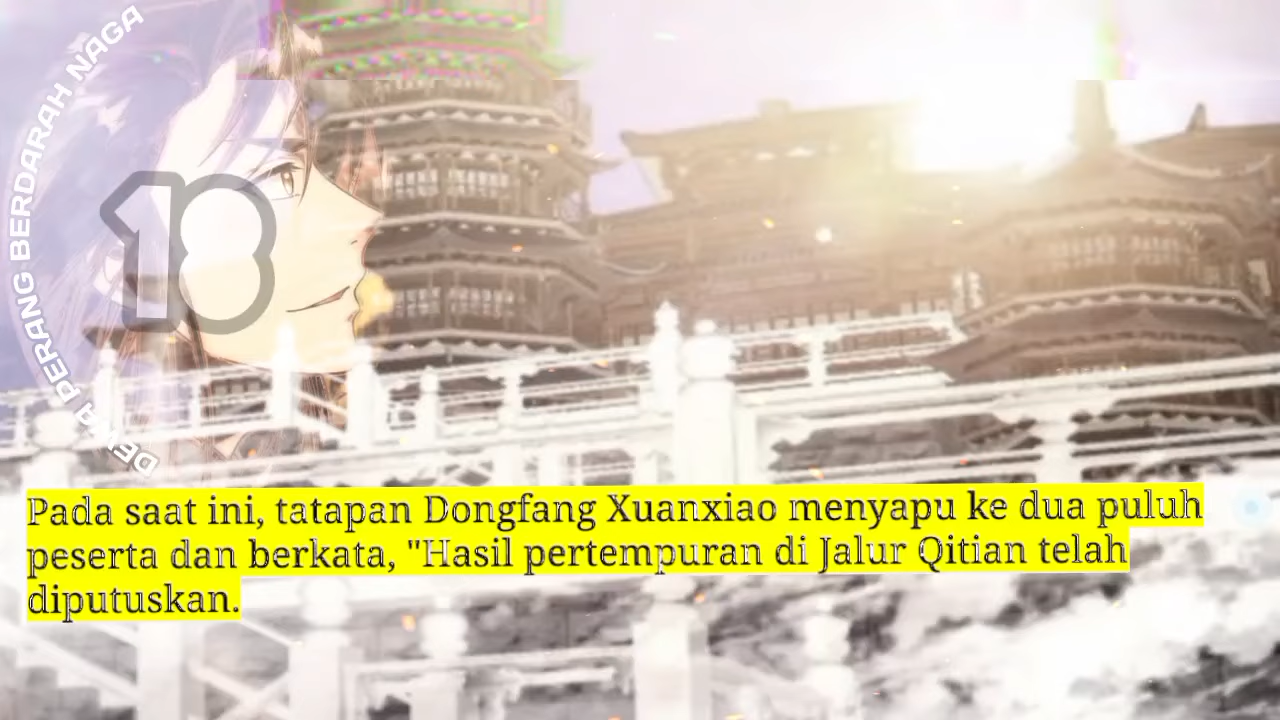 DEWA PERANG BERDARAH NAGA
18
Pada saat ini, tatapan Dongfang Xuanxiao menyapu ke dua puluh
peserta dan berkata, "Hasil pertempuran di Jalur Qitian telah
diputuskan.